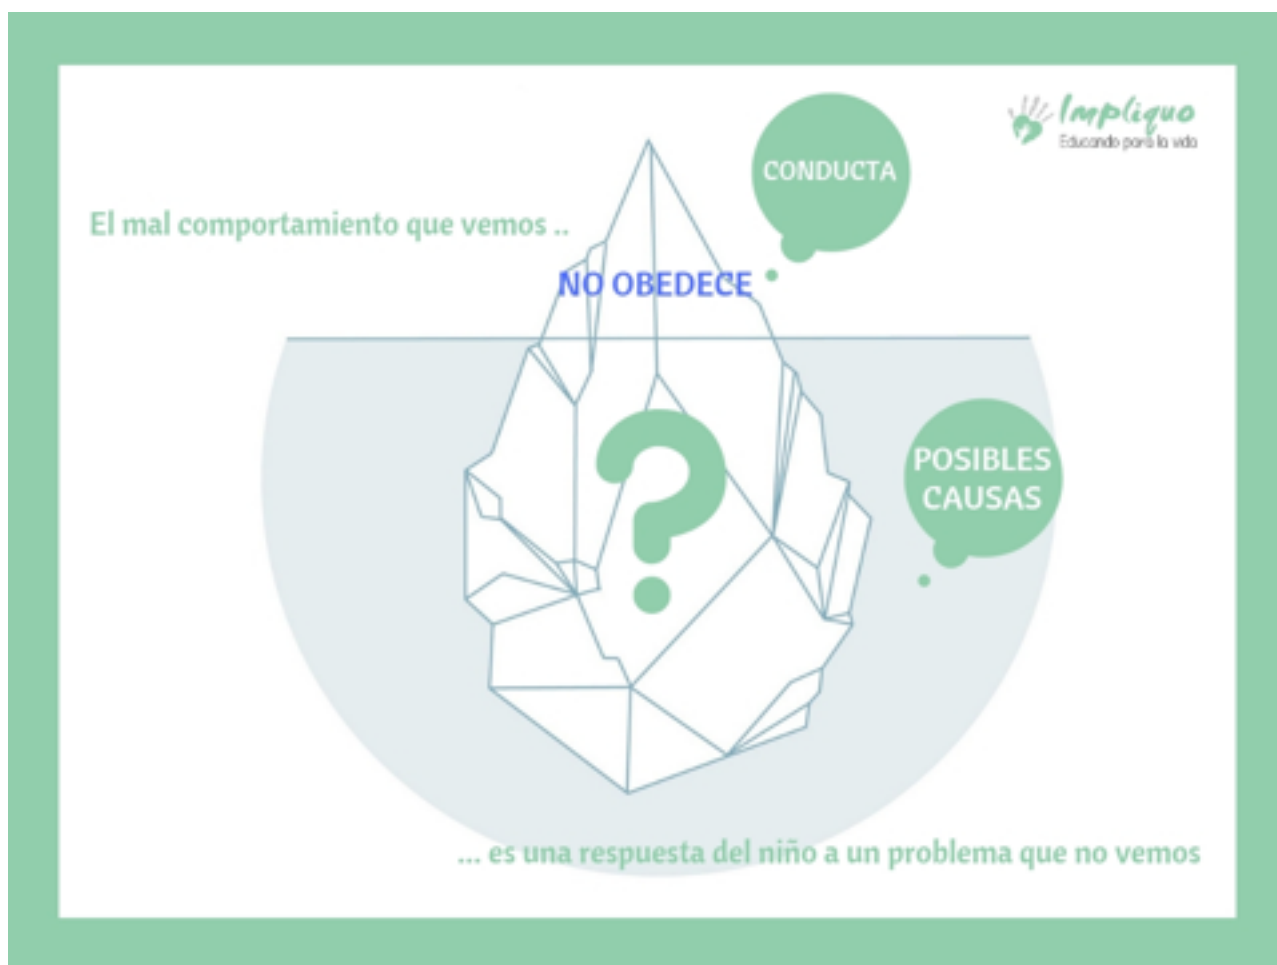 Impliquo
Educando para la vida
CONDUCTA
El mal comportamiento que vemos ..
NO OBEDECE
?
POSIBLES
CAUSAS
... es una respuesta del niño a un problema que no vemos